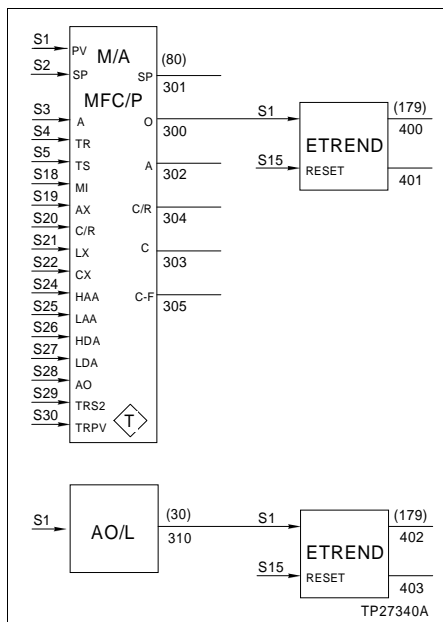 S1 PV M/A (80)
S2 SP SP 301
MFC/P
S3 A O 300 S1 (179) 400
S4 TR ETREND
S5 TS A 302 S15 RESET 401
S18 MI
S19 AX C/R 304
S20 C/R
S21 LX C 303
S22 CX
S24 HAA C-F 305
S25 LAA
S26 HDA
S27 LDA
S28 AO
S29 TRS2 T
S30 TRPV
S1 AO/L (30) 310 S1 (179) 402
ETREND
S15 RESET 403
TP27340A